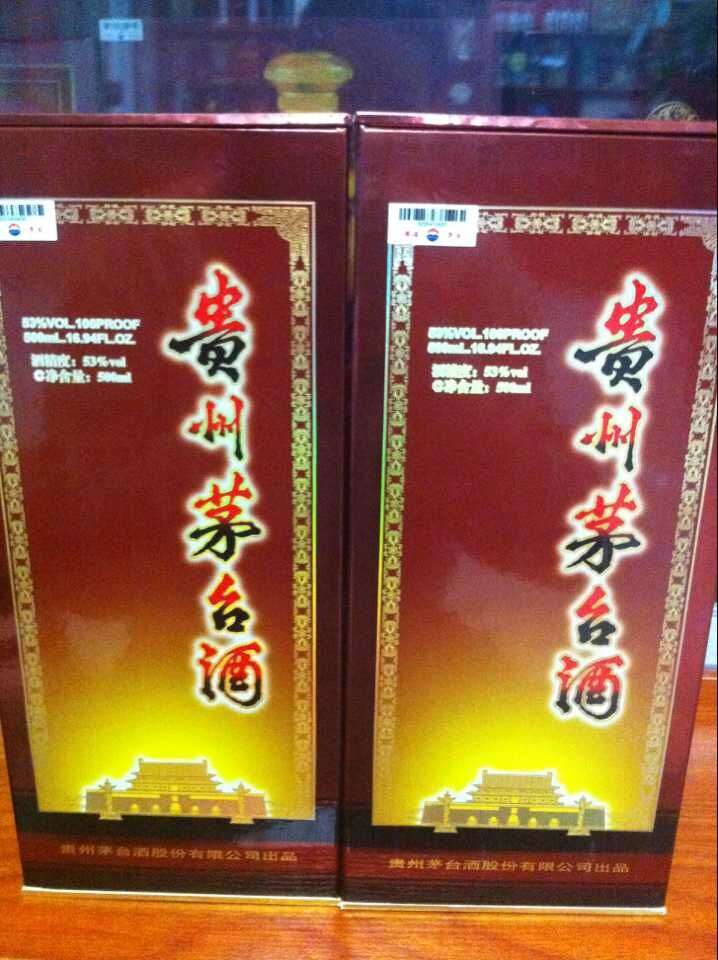 53%VOL.106PROOF
500mL.16.94FL.OZ.
酒精度：53%vol
净含量：500ml
貴州茅台酒
贵州茅台酒股份有限公司出品
53%VOL.106PROOF
500mL.16.94FL.OZ.
酒精度：53%vol
净含量：500ml
貴州茅台酒
贵州茅台酒股份有限公司出品